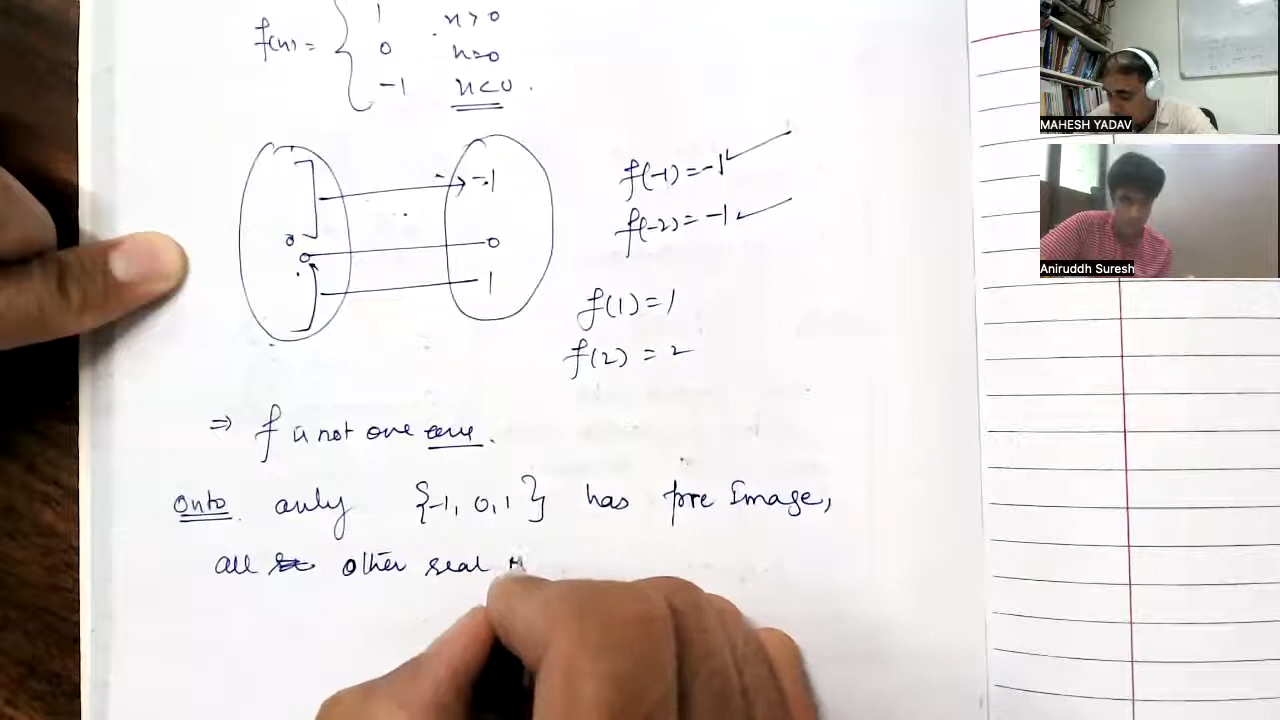 f(n) = { 1 . n > 0
0 n=0
-1 n<0 .
-1
0
0
1
f(-1) = -1
f(-2) = -1
f(1) = 1
f(2) = 2
⇒ f is not one one.
Onto. only {-1, 0, 1} has pre Image,
all other real
MAHESH YADAV
Aniruddh Suresh